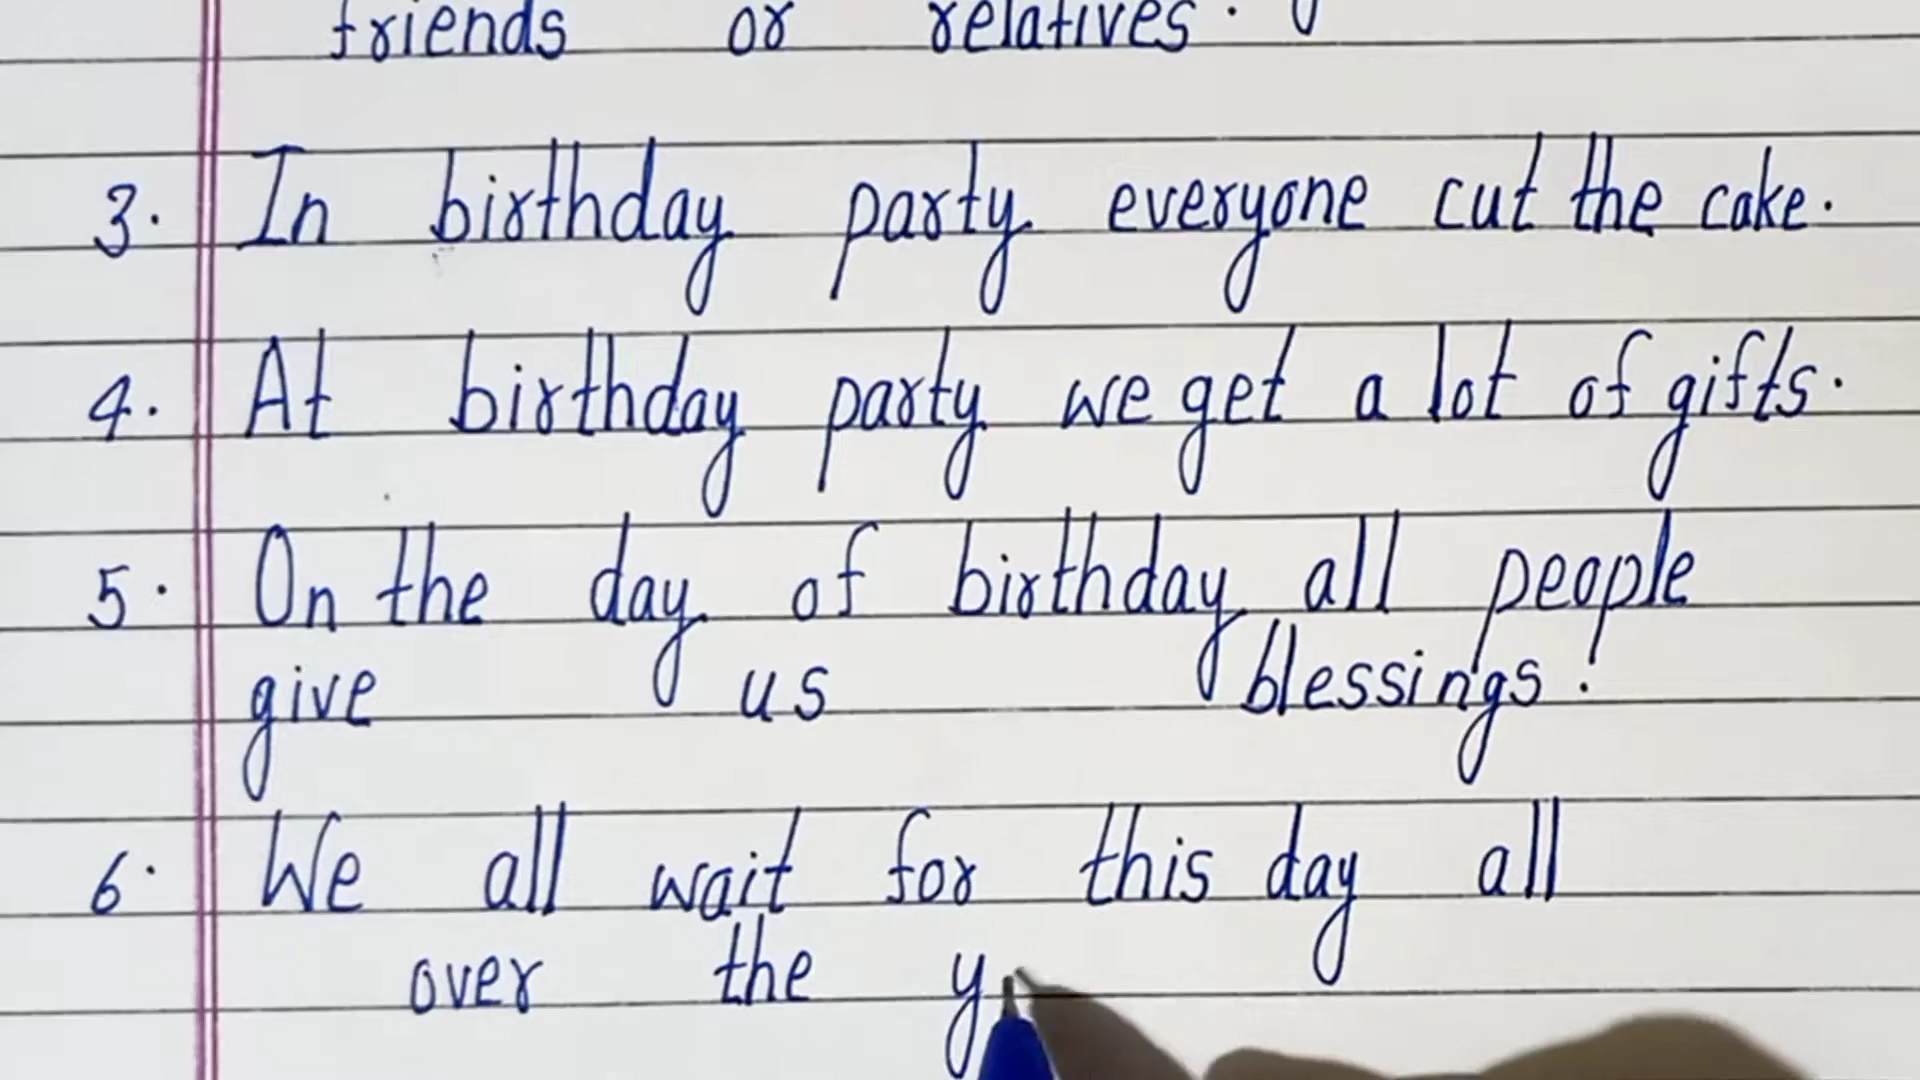 friends or relatives.
3. In birthday party everyone cut the cake.
4. At birthday party we get a lot of gifts.
5. On the day of birthday all people
give us blessings.
6. We all wait for this day all
over the y